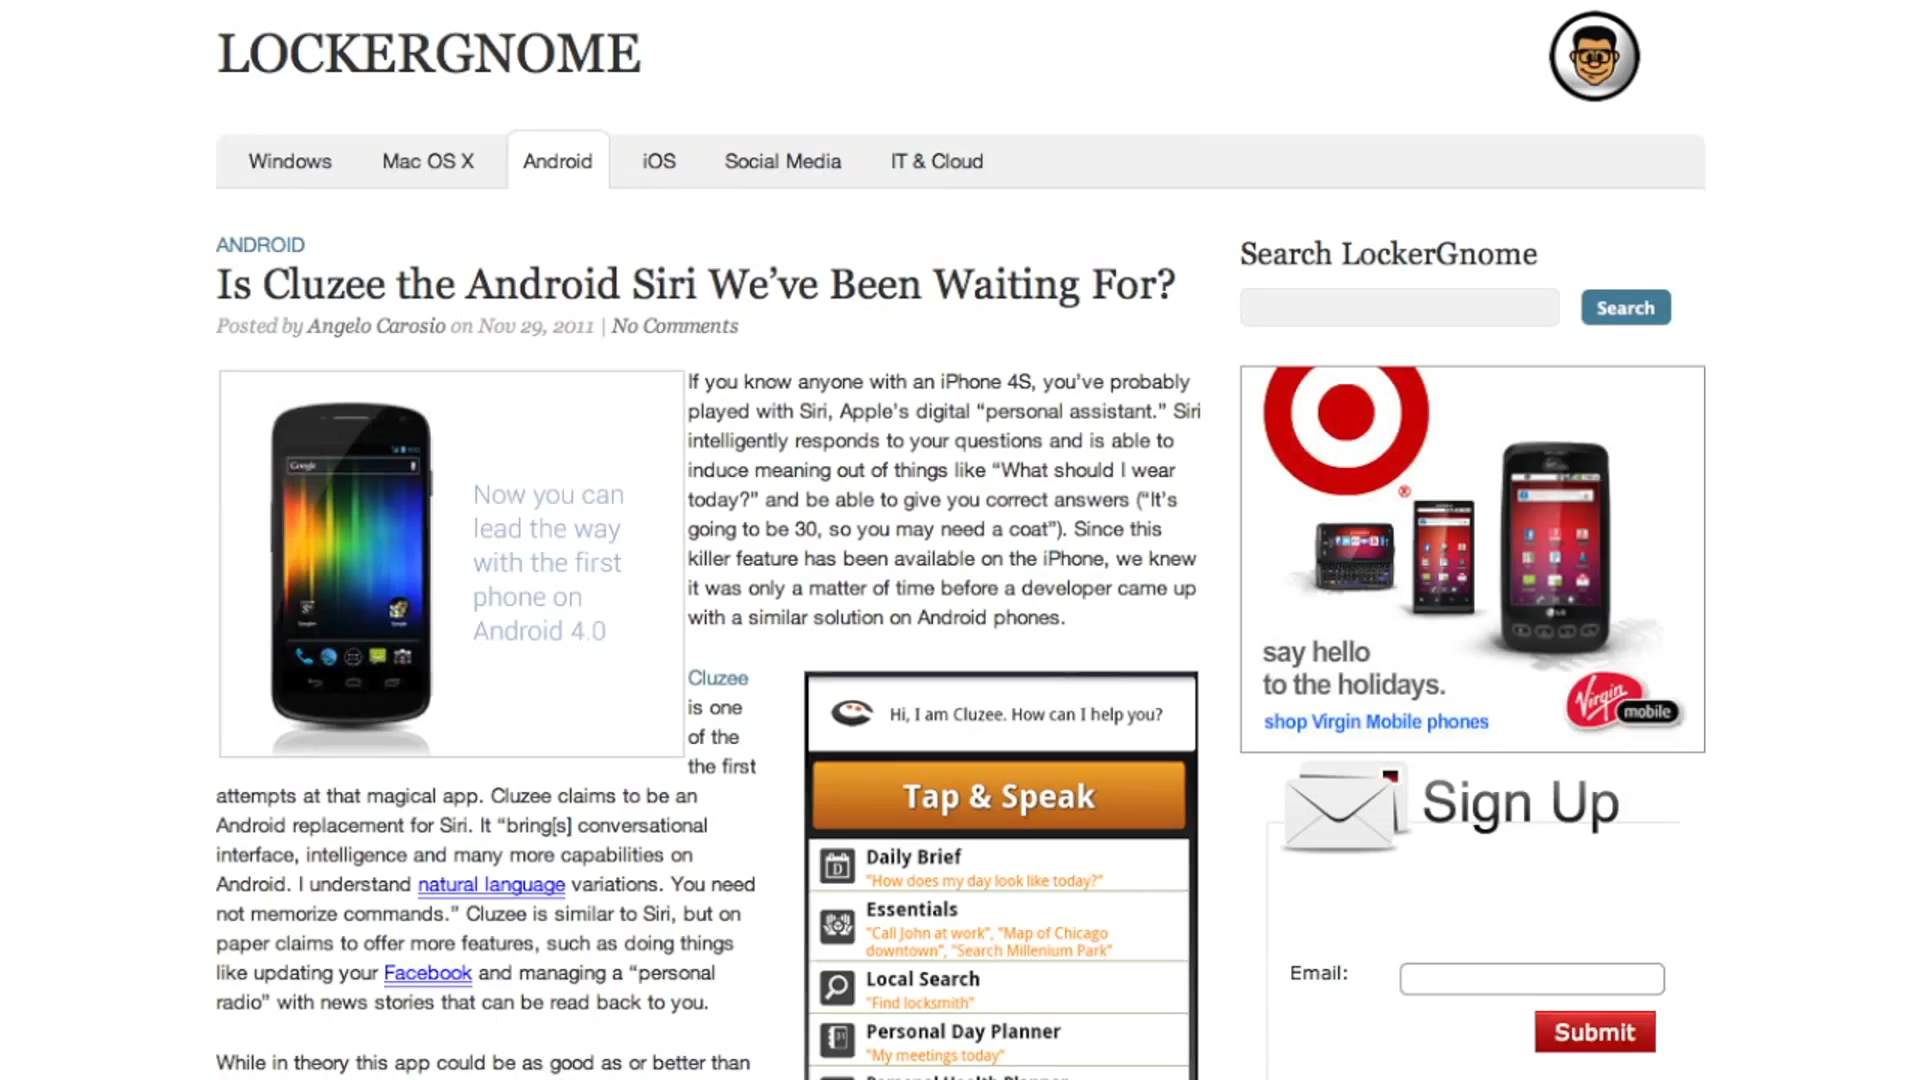 LOCKERGNOME
Windows
Mac OS X
Android
iOS
Social Media
IT & Cloud
ANDROID
Is Cluzee the Android Siri We’ve Been Waiting For?
Posted by Angelo Carosio on Nov 29, 2011 | No Comments
Google
Now you can
lead the way
with the first
phone on
Android 4.0
If you know anyone with an iPhone 4S, you’ve probably
played with Siri, Apple’s digital “personal assistant.” Siri
intelligently responds to your questions and is able to
induce meaning out of things like “What should I wear
today?” and be able to give you correct answers (“It’s
going to be 30, so you may need a coat”). Since this
killer feature has been available on the iPhone, we knew
it was only a matter of time before a developer came up
with a similar solution on Android phones.
Cluzee
is one
of the
the first
attempts at that magical app. Cluzee claims to be an
Android replacement for Siri. It “bring[s] conversational
interface, intelligence and many more capabilities on
Android. I understand natural language variations. You need
not memorize commands.” Cluzee is similar to Siri, but on
paper claims to offer more features, such as doing things
like updating your Facebook and managing a “personal
radio” with news stories that can be read back to you.
While in theory this app could be as good as or better than
Hi, I am Cluzee. How can I help you?
Tap & Speak
Daily Brief
"How does my day look like today?"
Essentials
"Call John at work", "Map of Chicago
downtown", "Search Millenium Park"
Local Search
"Find locksmith"
Personal Day Planner
"My meetings today"
Personal Health Planner
Search LockerGnome
Search
®
say hello
to the holidays.
shop Virgin Mobile phones
Virgin
mobile
LG
Sign Up
Email:
Submit